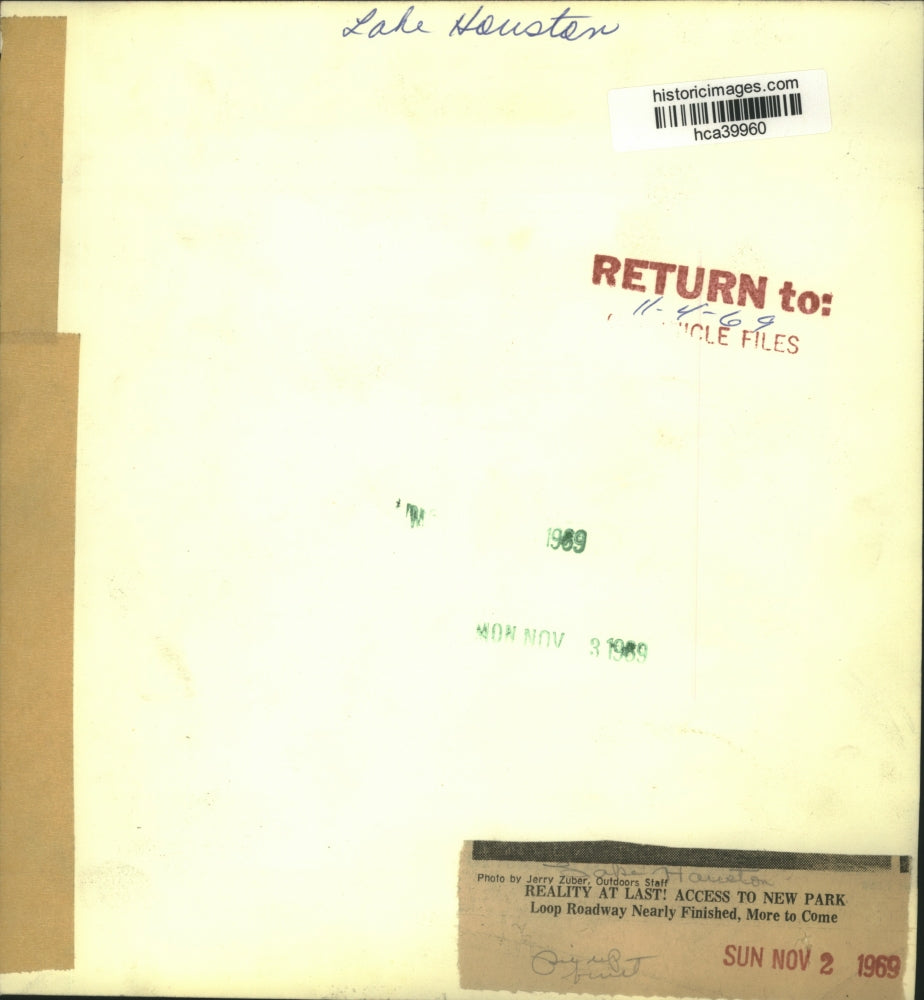 Lake Houston
historicimages.com
hca39960
RETURN to:
11-4-69
FILES
1969
MON NOV 3 1969
Lake Houston
Photo by Jerry Zuber, Outdoors Staff
REALITY AT LAST! ACCESS TO NEW PARK
Loop Roadway Nearly Finished, More to Come
SUN NOV 2 1969